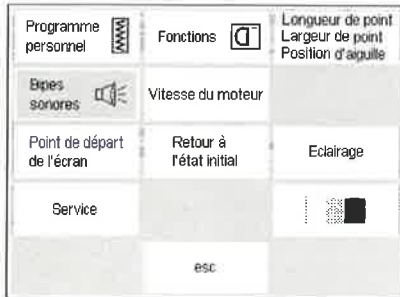 Programme
personnel
Fonctions
Longueur de point
Largeur de point
Position d'aiguille
Bipes
sonores
Vitesse du moteur
Point de départ
de l'écran
Retour à
l'état initial
Eclairage
Service
esc